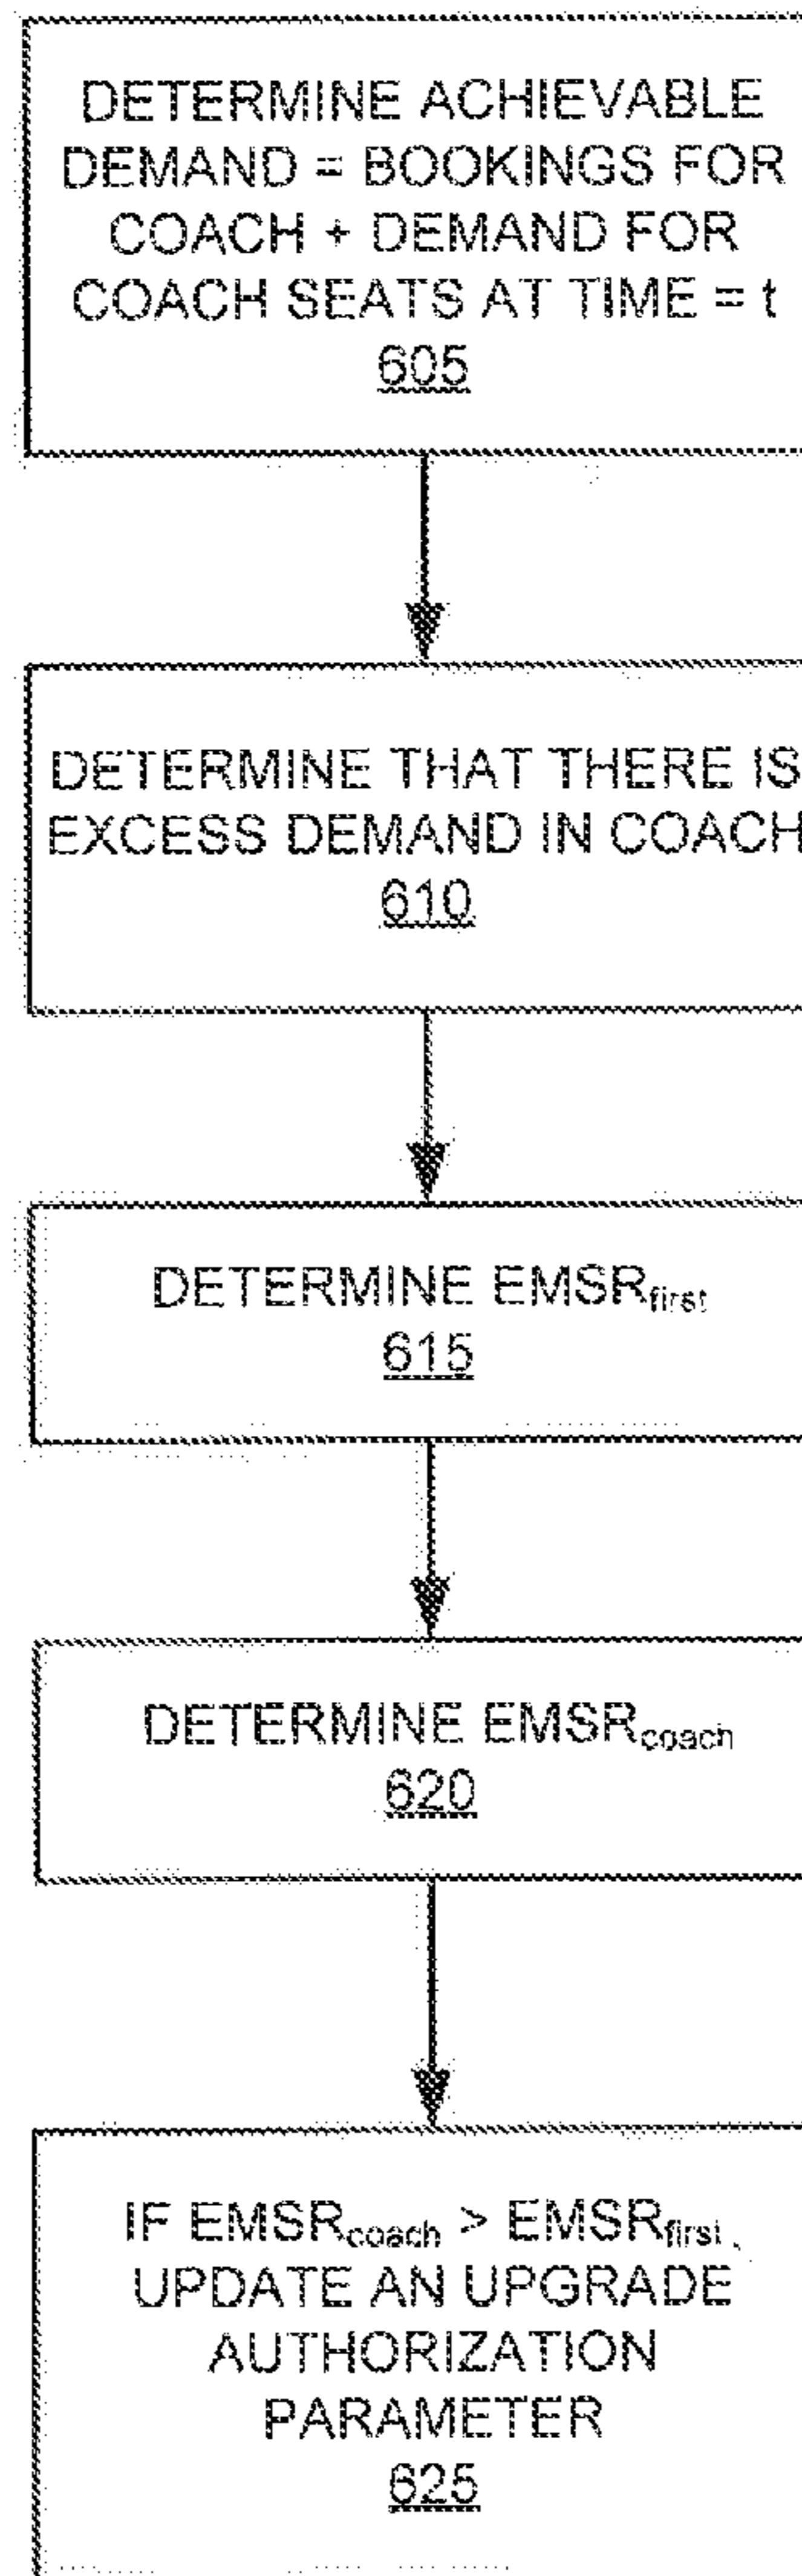 DETERMINE ACHIEVABLE
DEMAND = BOOKINGS FOR
COACH + DEMAND FOR
COACH SEATS AT TIME = t
605
DETERMINE THAT THERE IS
EXCESS DEMAND IN COACH
610
DETERMINE EMSRfirst
615
DETERMINE EMSRcoach
620
IF EMSRcoach > EMSRfirst,
UPDATE AN UPGRADE
AUTHORIZATION
PARAMETER
625